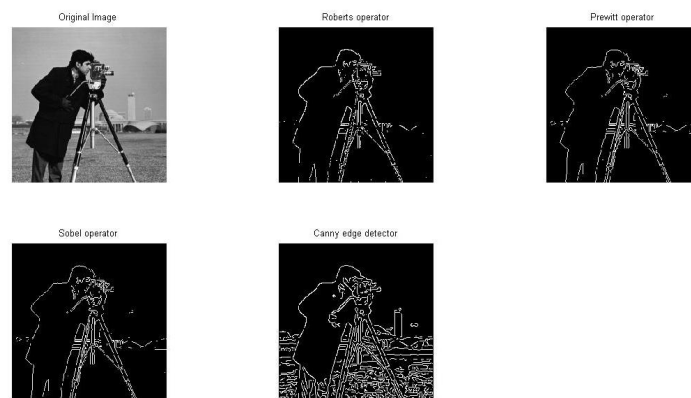 Original Image
Roberts operator
Prewitt operator
Sobel operator
Canny edge detector